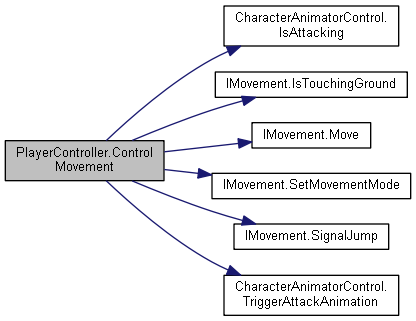 PlayerController.Control
Movement
CharacterAnimatorControl.
IsAttacking
IMovement.IsTouchingGround
IMovement.Move
IMovement.SetMovementMode
IMovement.SignalJump
CharacterAnimatorControl.
TriggerAttackAnimation